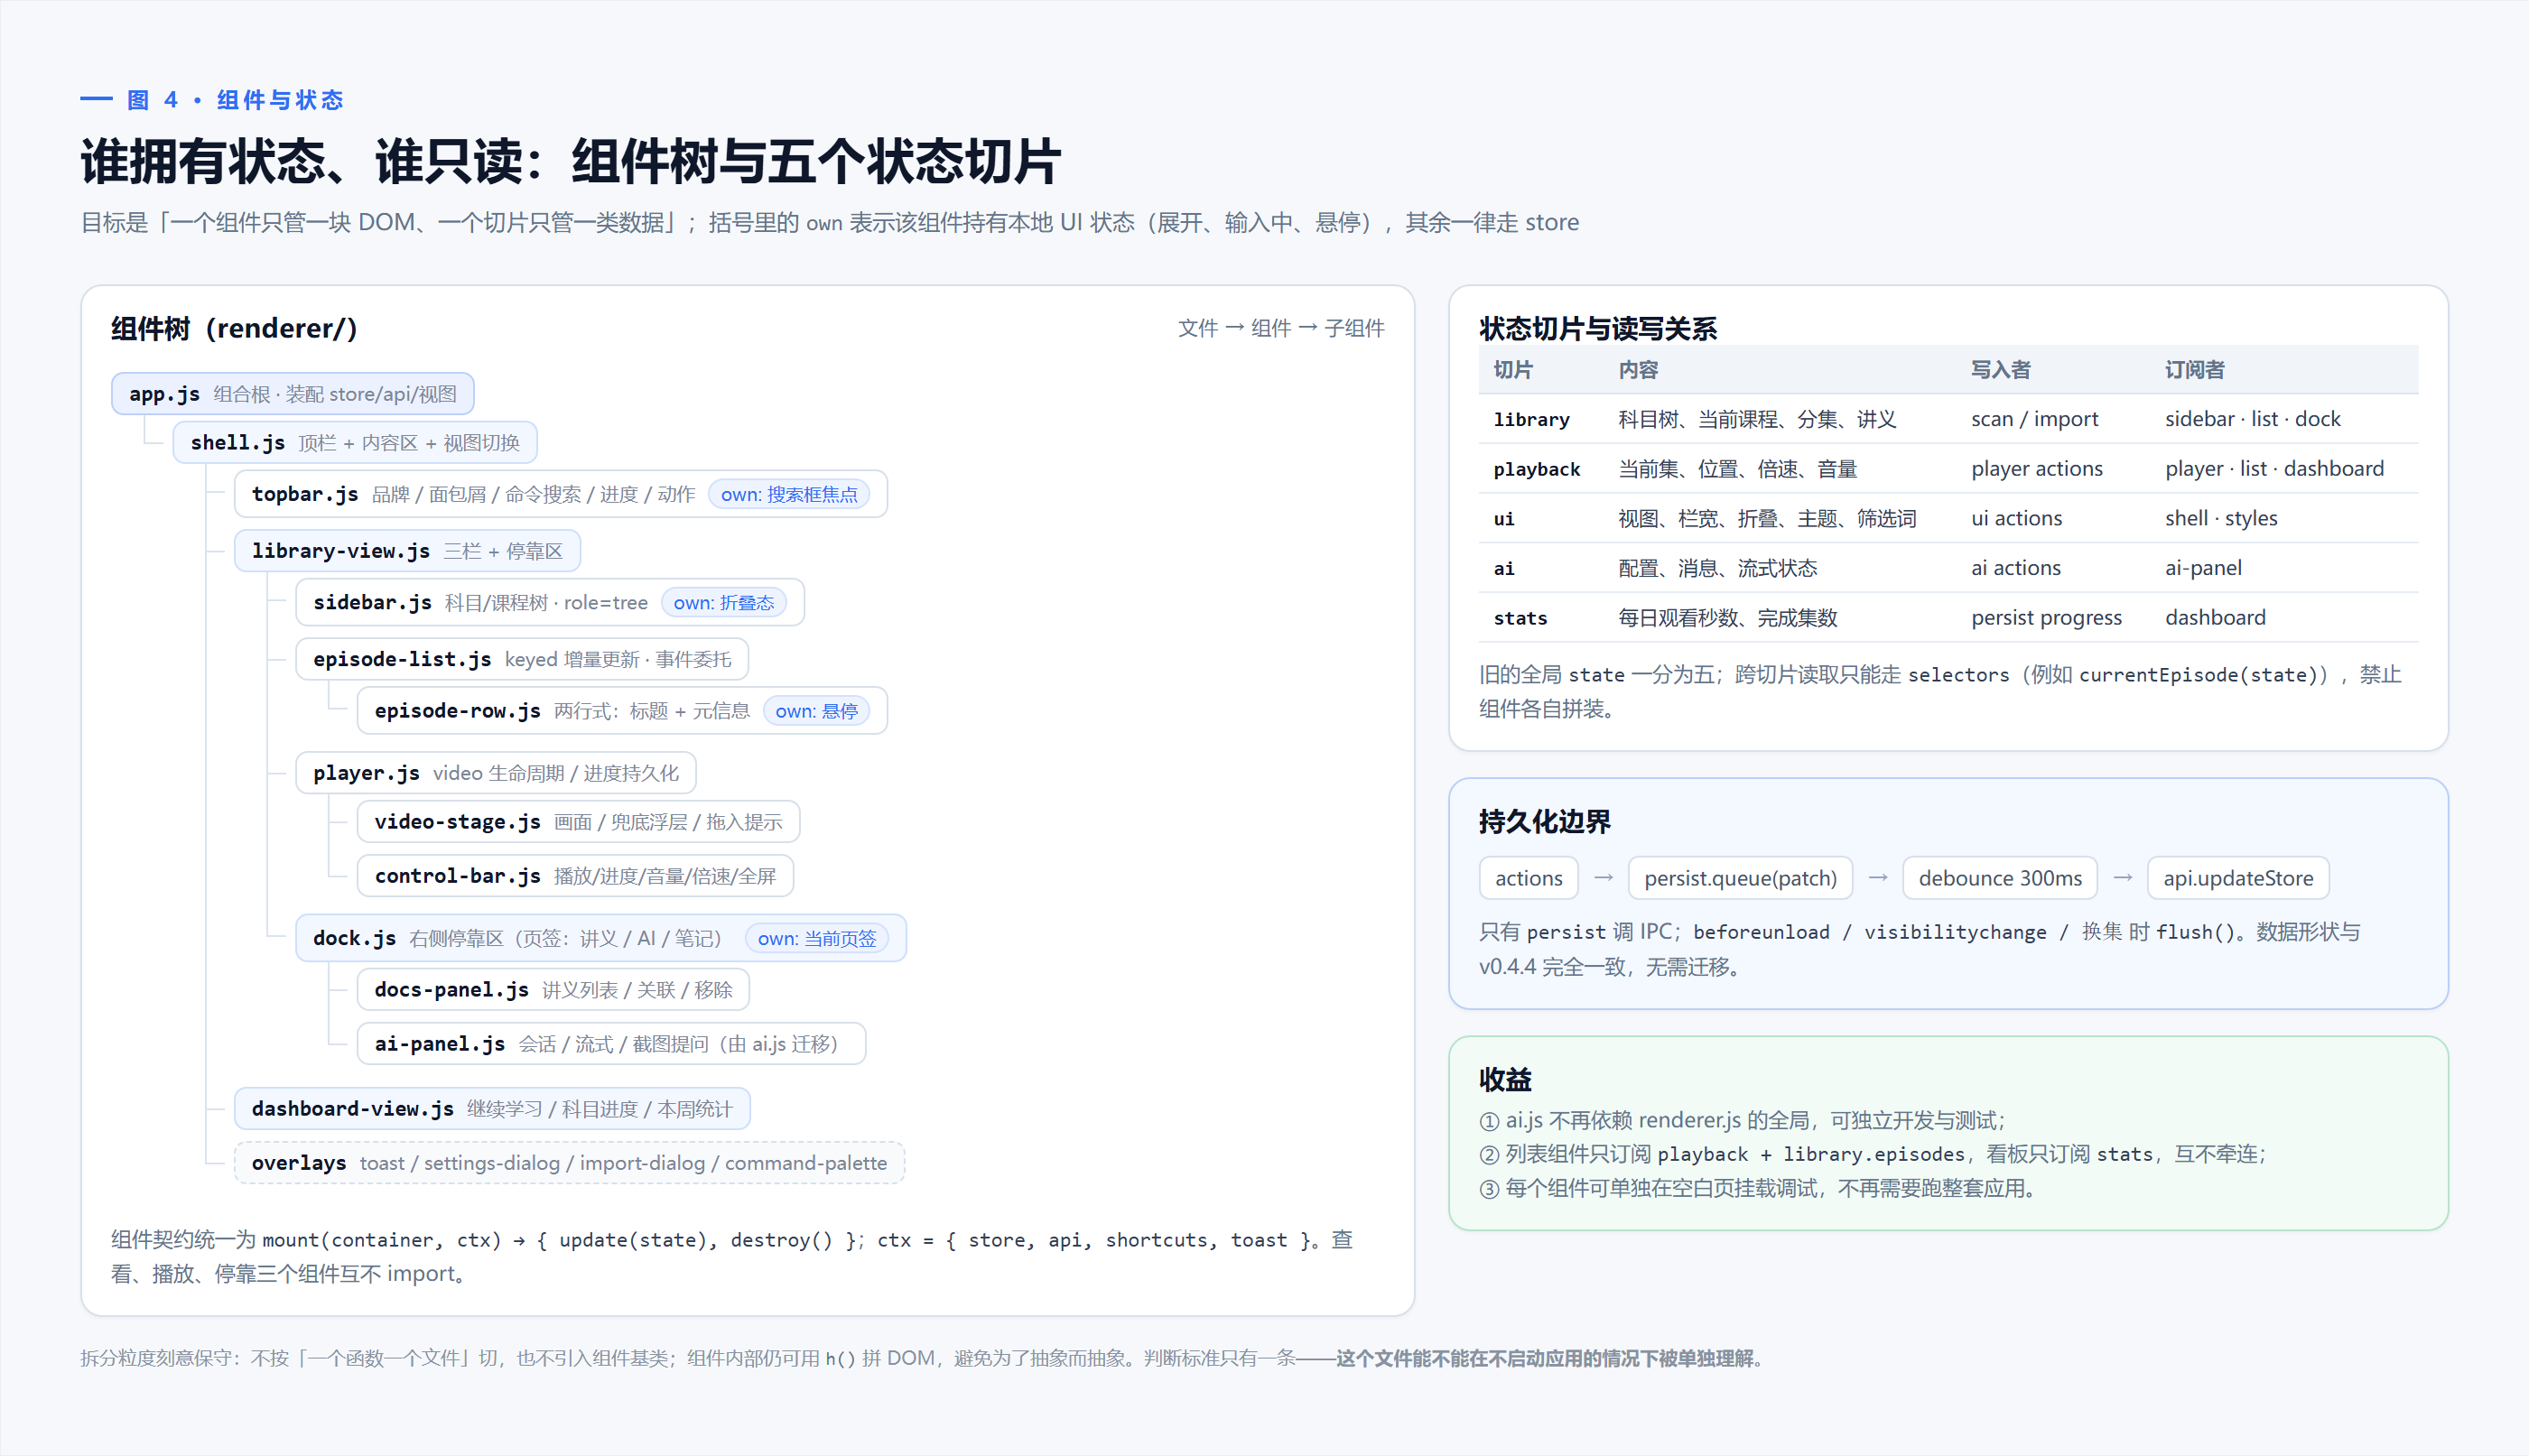 图 4 · 组件与状态
谁拥有状态、谁只读：组件树与五个状态切片
目标是「一个组件只管一块 DOM、一个切片只管一类数据」；括号里的 own 表示该组件持有本地 UI 状态（展开、输入中、悬停），其余一律走 store
组件树（renderer/）
文件 → 组件 → 子组件
app.js 组合根 · 装配 store/api/视图
shell.js 顶栏 + 内容区 + 视图切换
topbar.js 品牌 / 面包屑 / 命令搜索 / 进度 / 动作 own: 搜索框焦点
library-view.js 三栏 + 停靠区
sidebar.js 科目/课程树 · role=tree own: 折叠态
episode-list.js keyed 增量更新 · 事件委托
episode-row.js 两行式：标题 + 元信息 own: 悬停
player.js video 生命周期 / 进度持久化
video-stage.js 画面 / 兜底浮层 / 拖入提示
control-bar.js 播放/进度/音量/倍速/全屏
dock.js 右侧停靠区（页签：讲义 / AI / 笔记） own: 当前页签
docs-panel.js 讲义列表 / 关联 / 移除
ai-panel.js 会话 / 流式 / 截图提问（由 ai.js 迁移）
dashboard-view.js 继续学习 / 科目进度 / 本周统计
overlays toast / settings-dialog / import-dialog / command-palette
组件契约统一为 mount(container, ctx) → { update(state), destroy() }；ctx = { store, api, shortcuts, toast }。查
看、播放、停靠三个组件互不 import。
状态切片与读写关系
切片 内容 写入者 订阅者
library 科目树、当前课程、分集、讲义 scan / import sidebar · list · dock
playback 当前集、位置、倍速、音量 player actions player · list · dashboard
ui 视图、栏宽、折叠、主题、筛选词 ui actions shell · styles
ai 配置、消息、流式状态 ai actions ai-panel
stats 每日观看秒数、完成集数 persist progress dashboard
旧的全局 state 一分为五；跨切片读取只能走 selectors（例如 currentEpisode(state)），禁止
组件各自拼装。
持久化边界
actions → persist.queue(patch) → debounce 300ms → api.updateStore
只有 persist 调 IPC；beforeunload / visibilitychange / 换集 时 flush()。数据形状与
v0.4.4 完全一致，无需迁移。
收益
① ai.js 不再依赖 renderer.js 的全局，可独立开发与测试；
② 列表组件只订阅 playback + library.episodes，看板只订阅 stats，互不牵连；
③ 每个组件可单独在空白页挂载调试，不再需要跑整套应用。
拆分粒度刻意保守：不按「一个函数一个文件」切，也不引入组件基类；组件内部仍可用 h() 拼 DOM，避免为了抽象而抽象。判断标准只有一条——这个文件能不能在不启动应用的情况下被单独理解。